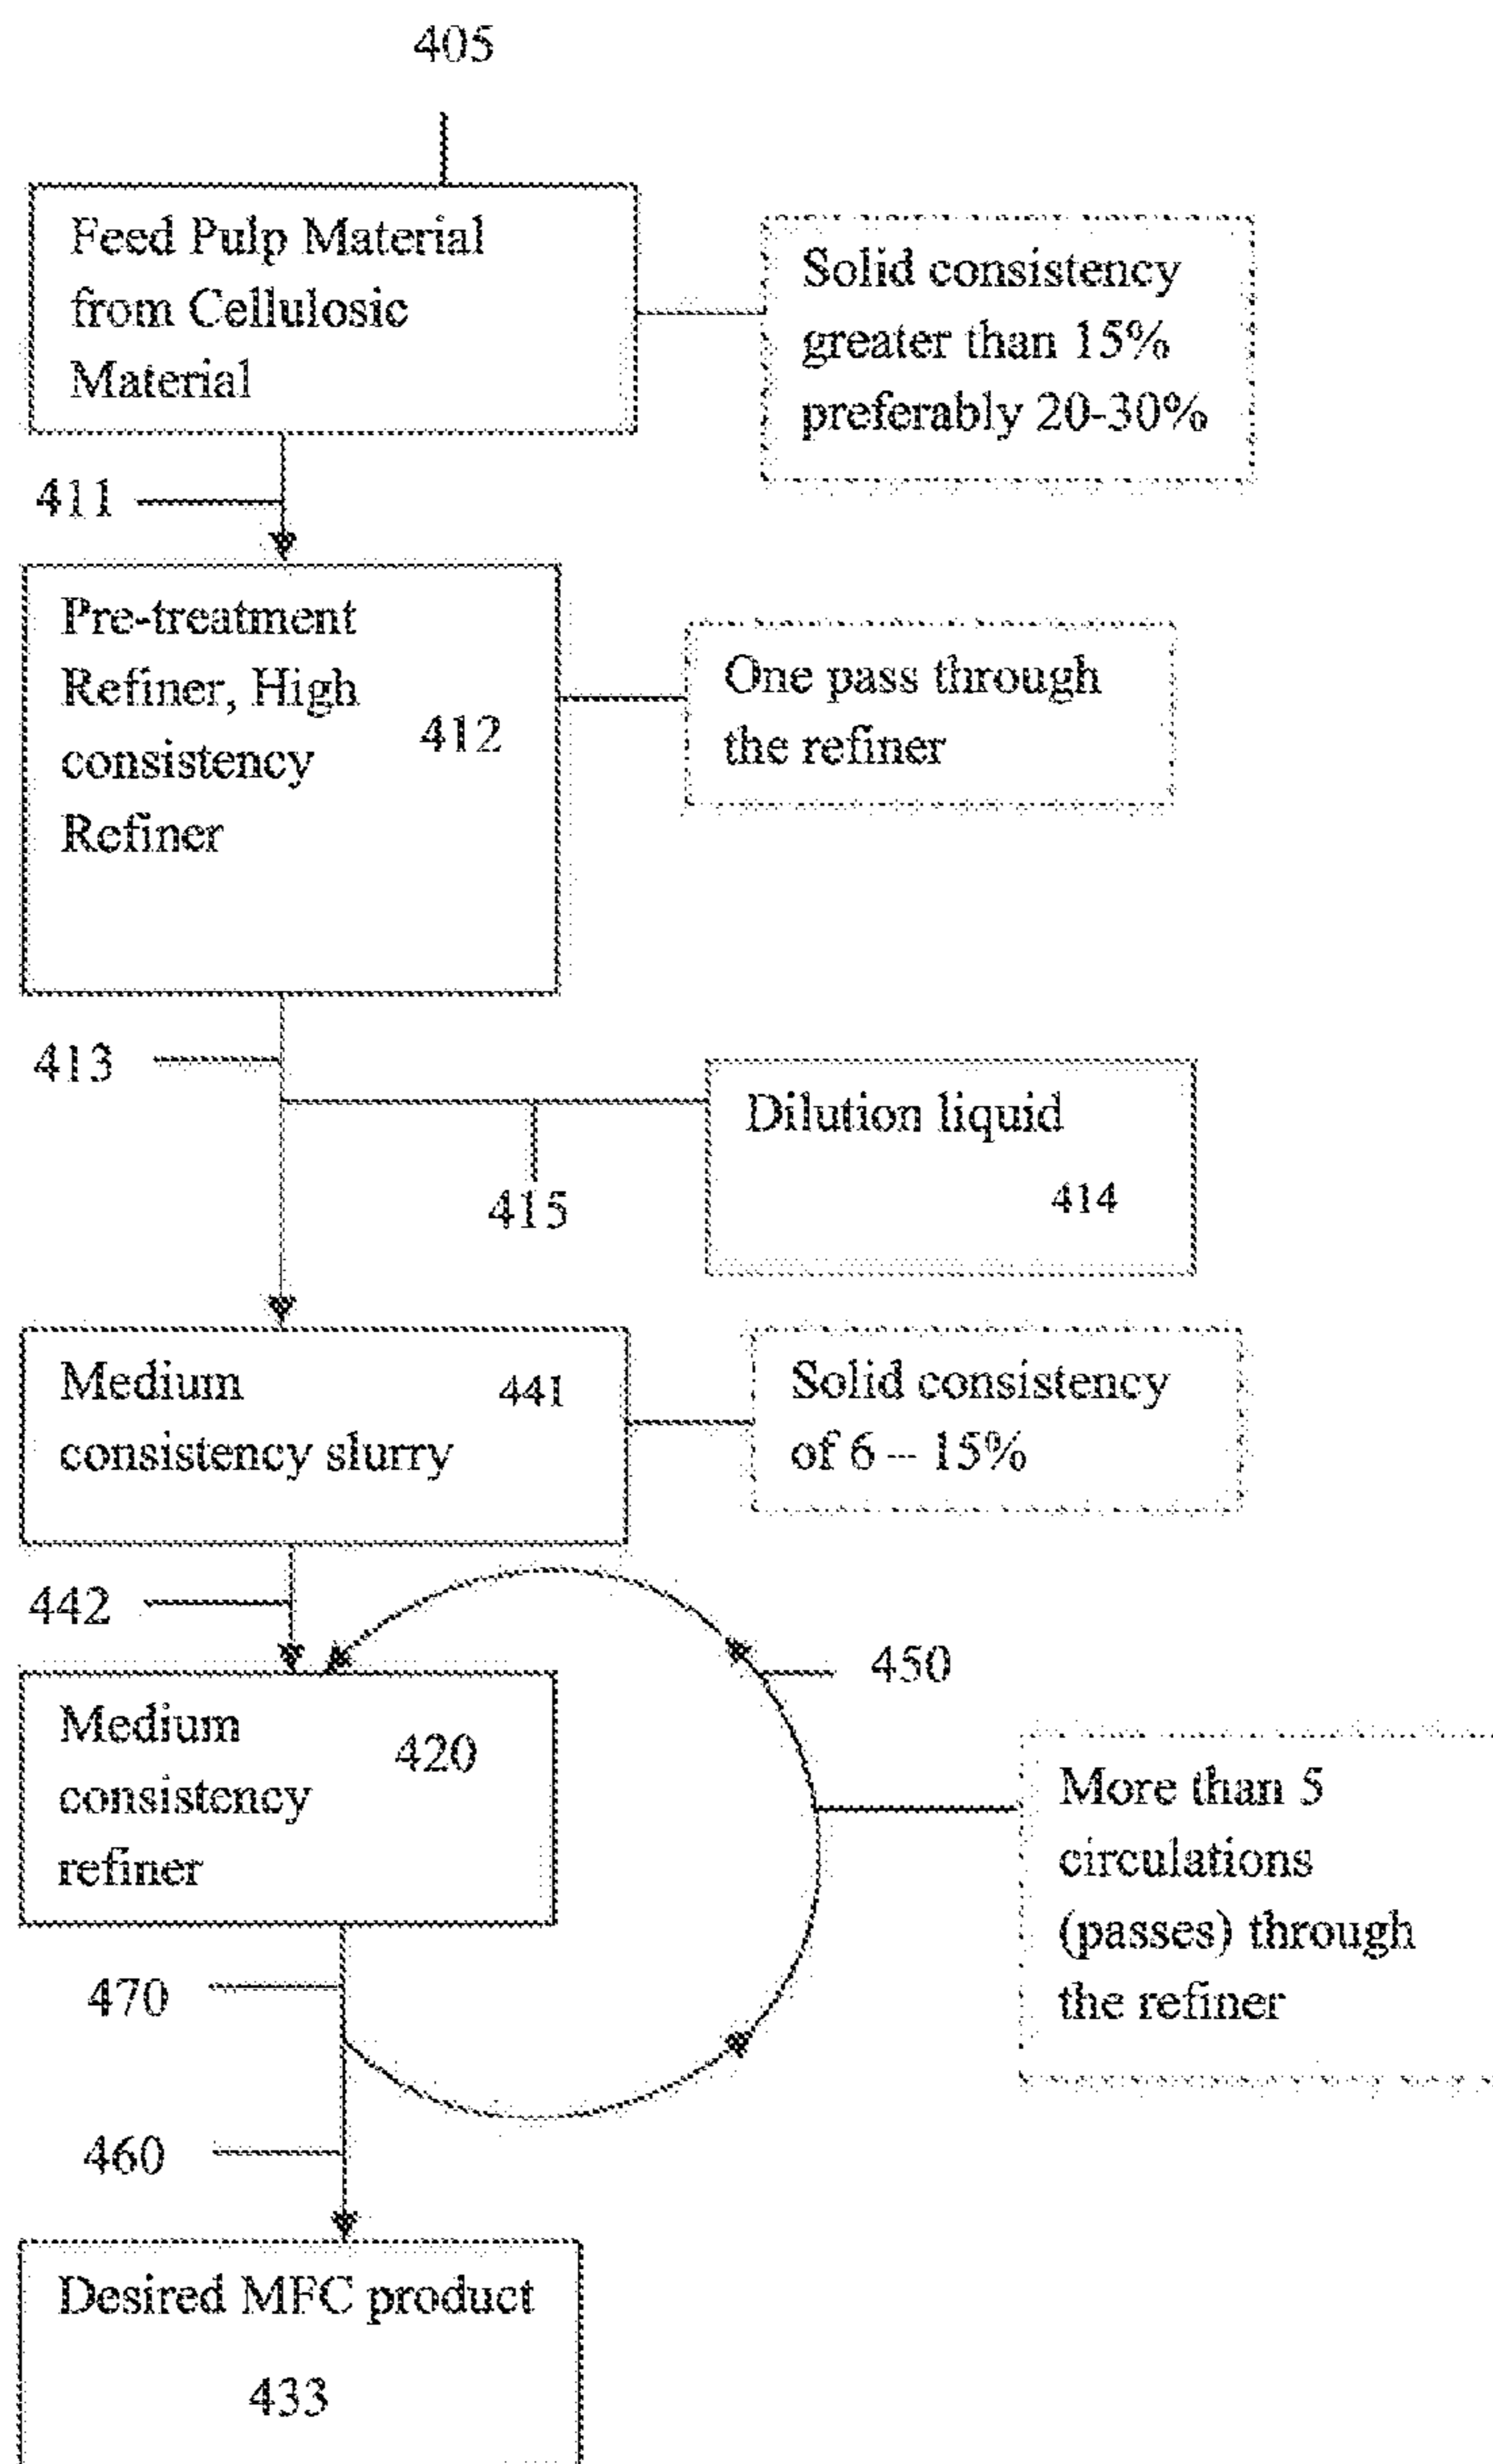 405
Feed Pulp Material
from Cellulosic
Material
Solid consistency
greater than 15%
preferably 20-30%
411
Pre-treatment
Refiner, High
consistency
Refiner
412
One pass through
the refiner
413
Dilution liquid
414
415
Medium
consistency slurry
441
Solid consistency
of 6 – 15%
442
450
Medium
consistency
refiner
420
More than 5
circulations
(passes) through
the refiner
470
460
Desired MFC product
433